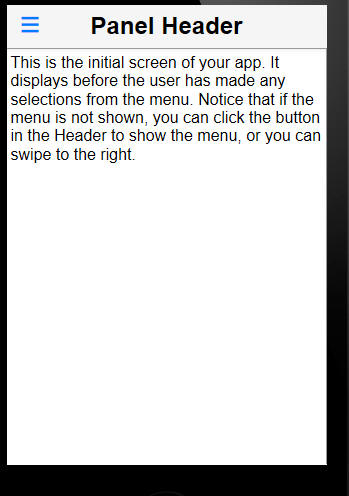 Panel Header
This is the initial screen of your app. It
displays before the user has made any
selections from the menu. Notice that if the
menu is not shown, you can click the button
in the Header to show the menu, or you can
swipe to the right.